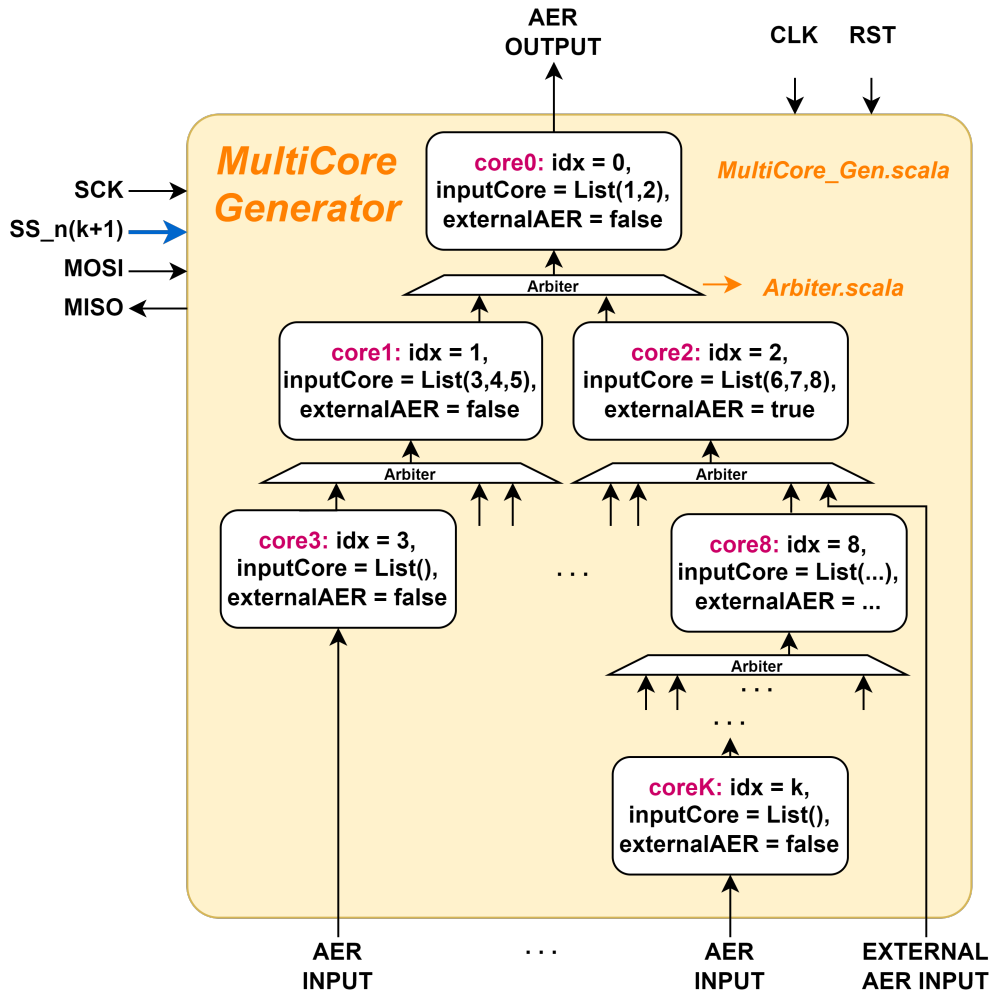 AER
OUTPUT
CLK
RST
MultiCore
Generator
core0: idx = 0,
inputCore = List(1,2),
externalAER = false
MultiCore_Gen.scala
SCK
SS_n(k+1)
MOSI
MISO
Arbiter
Arbiter.scala
core1: idx = 1,
inputCore = List(3,4,5),
externalAER = false
core2: idx = 2,
inputCore = List(6,7,8),
externalAER = true
Arbiter
Arbiter
core3: idx = 3,
inputCore = List(),
externalAER = false
. . .
core8: idx = 8,
inputCore = List(...),
externalAER = ...
Arbiter
. . .
. . .
coreK: idx = k,
inputCore = List(),
externalAER = false
AER
INPUT
. . .
AER
INPUT
EXTERNAL
AER INPUT